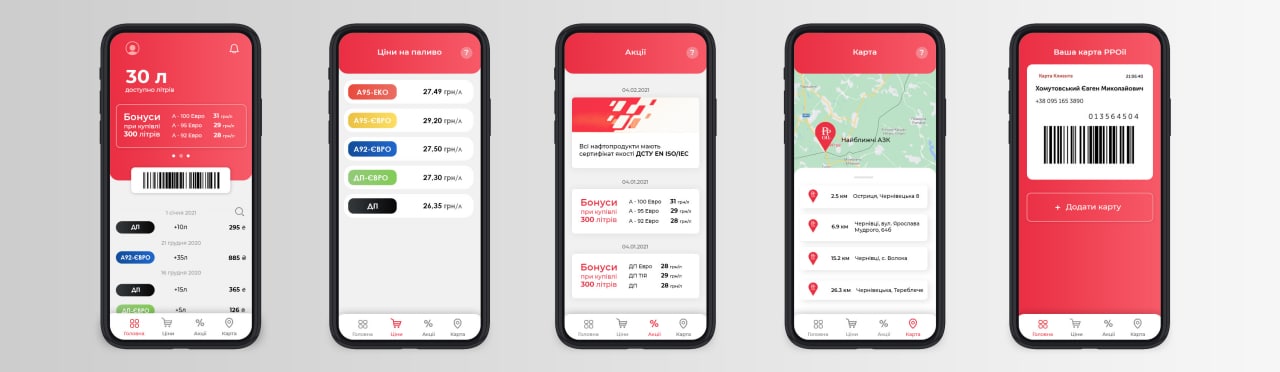 30 л
доступно літрів
Бонуси
при купівлі
300 літрів
А - 100 Євро 31 грн/л
А - 95 Євро 29 грн/л
А - 92 Євро 28 грн/л
1 січня 2021
ДП +10л 295 ₴
21 грудня 2020
А92-ЄВРО +35л 885 ₴
16 грудня 2020
ДП +15л 365 ₴
ДП-ЄВРО +5л 126 ₴
Головна Ціни Акції Карта
Ціни на паливо ?
А95-ЕКО 27,49 грн/л
А95-ЄВРО 29,20 грн/л
А92-ЄВРО 27,50 грн/л
ДП-ЄВРО 27,30 грн/л
ДП 26,35 грн/л
Головна Ціни Акції Карта
Акції ?
04.02.2021
Всі нафтопродукти мають
сертифікат якості ДСТУ EN ISO/IEC
04.01.2021
Бонуси
при купівлі
300 літрів
А - 100 Евро 31 грн/л
А - 95 Евро 29 грн/л
А - 92 Евро 28 грн/л
04.01.2021
Бонуси
при купівлі
300 літрів
ДП Евро 28 грн/л
ДП TIR 29 грн/л
ДП 28 грн/л
Головна Ціни Акції Карта
Карта ?
Найближчі АЗК
2.5 км Остриця, Чернівецька 8
6.9 км Чернівці, вул. Ярослава
Мудрого, 64б
15.2 км Чернівці, с. Волока
26.3 км Чернівецька, Тереблече
Головна Ціни Акції Карта
Ваша карта PPOil
Карта Клієнта 21:55:40
Хомутовський Євген Миколайович
+38 095 165 3890
013564504
+ Додати карту
Головна Ціни Акції Карта